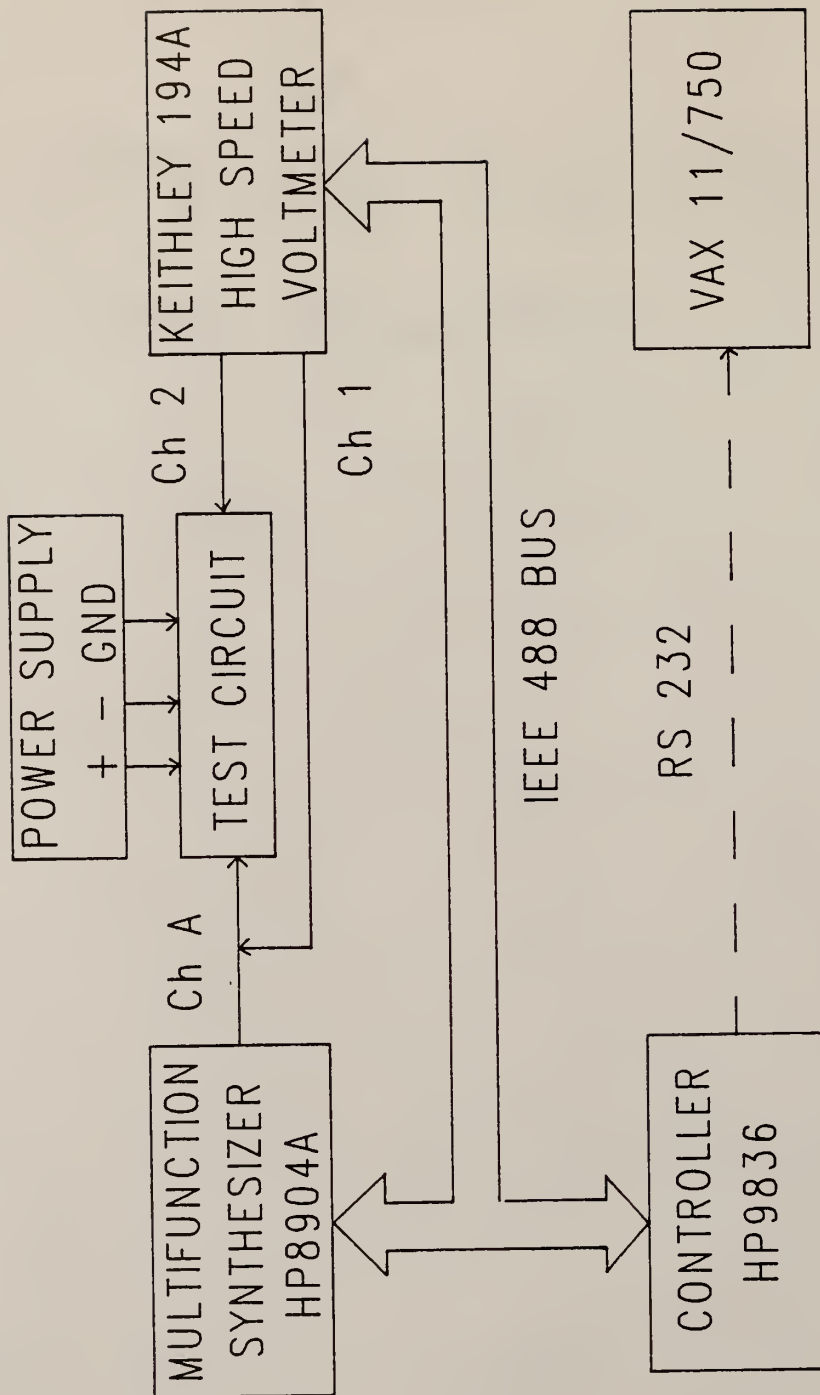 POWER SUPPLY
+ - GND
MULTIFUNCTION
SYNTHESIZER
HP8904A
Ch A
TEST CIRCUIT
Ch 2
KEITHLEY 194A
HIGH SPEED
VOLTMETER
Ch 1
IEEE 488 BUS
CONTROLLER
HP9836
RS 232
VAX 11/750